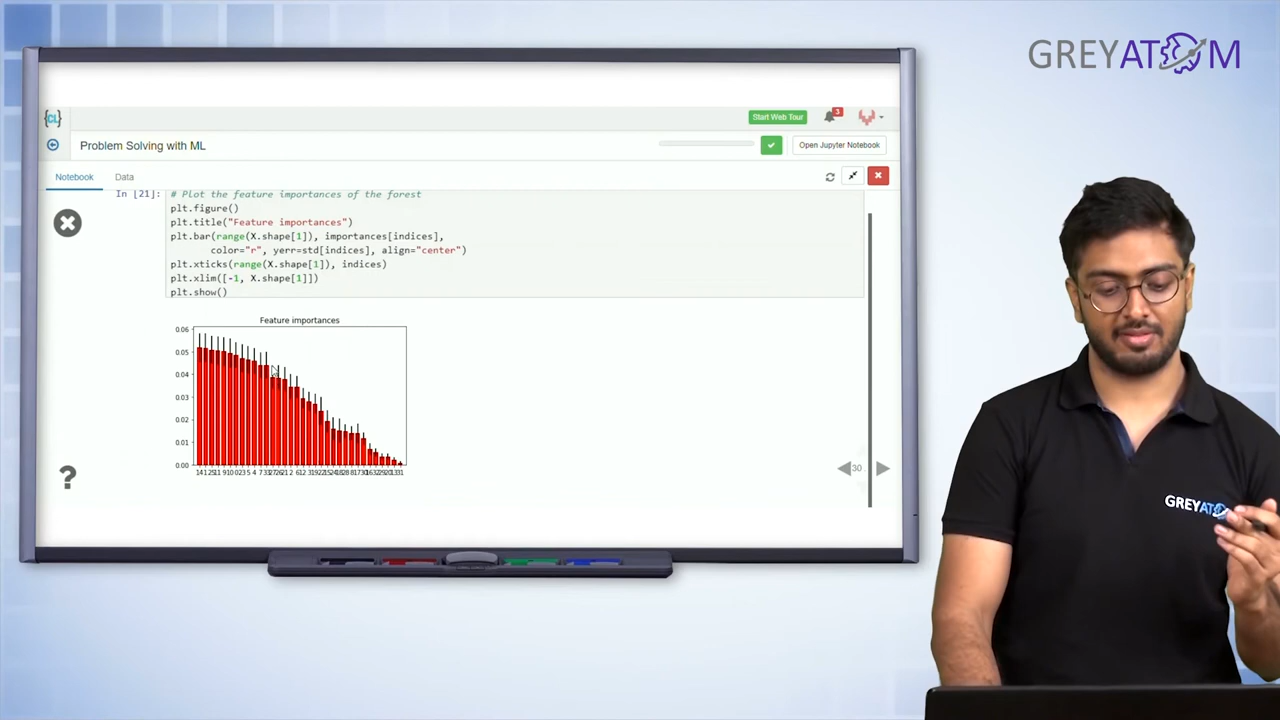 GREYATOM
{CL}
Start Web Tour
3
Problem Solving with ML
Open Jupyter Notebook
Notebook
Data
In [21]:
# Plot the feature importances of the forest
plt.figure()
plt.title("Feature importances")
plt.bar(range(X.shape[1]), importances[indices],
color="r", yerr=std[indices], align="center")
plt.xticks(range(X.shape[1]), indices)
plt.xlim([-1, X.shape[1]])
plt.show()
Feature importances
0.06
0.05
0.04
0.03
0.02
0.01
0.00
?
30
GREYATOM